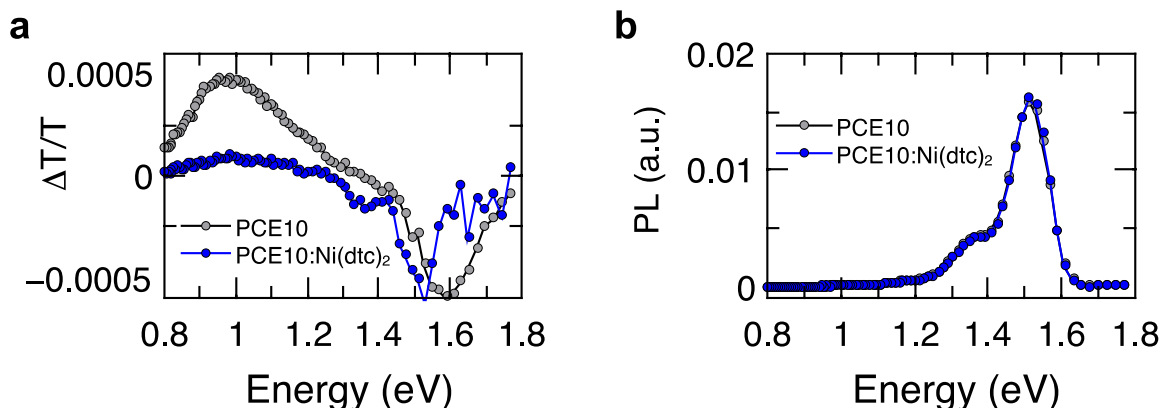 a
ΔT/T
0.0005
0
−0.0005
PCE10
PCE10:Ni(dtc)₂
0.8 1 1.2 1.4 1.6 1.8
Energy (eV)
b
PL (a.u.)
0.02
0.01
0
PCE10
PCE10:Ni(dtc)₂
0.8 1 1.2 1.4 1.6 1.8
Energy (eV)